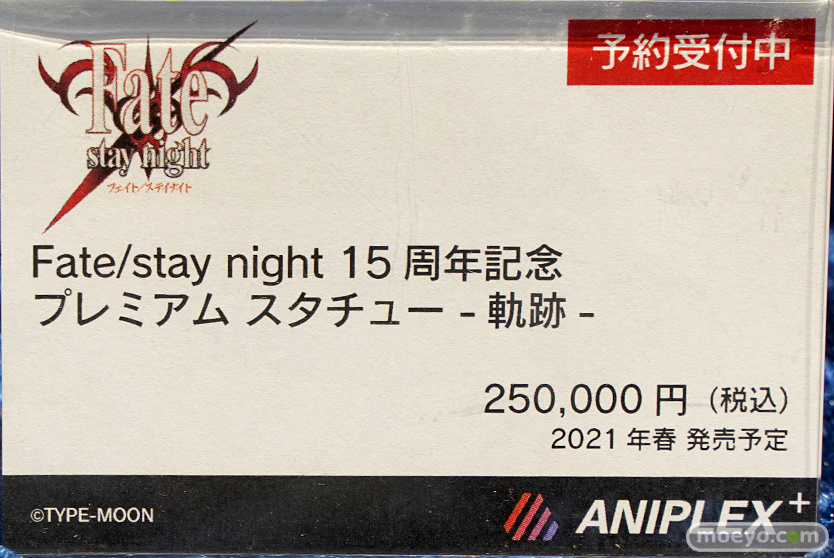 予約受付中
Fate
stay night
フェイト/ステイナイト
Fate/stay night 15周年記念
プレミアム スタチュー - 軌跡 -
250,000 円（税込）
2021 年春 発売予定
©TYPE-MOON
ANIPLEX+
moeyo.com